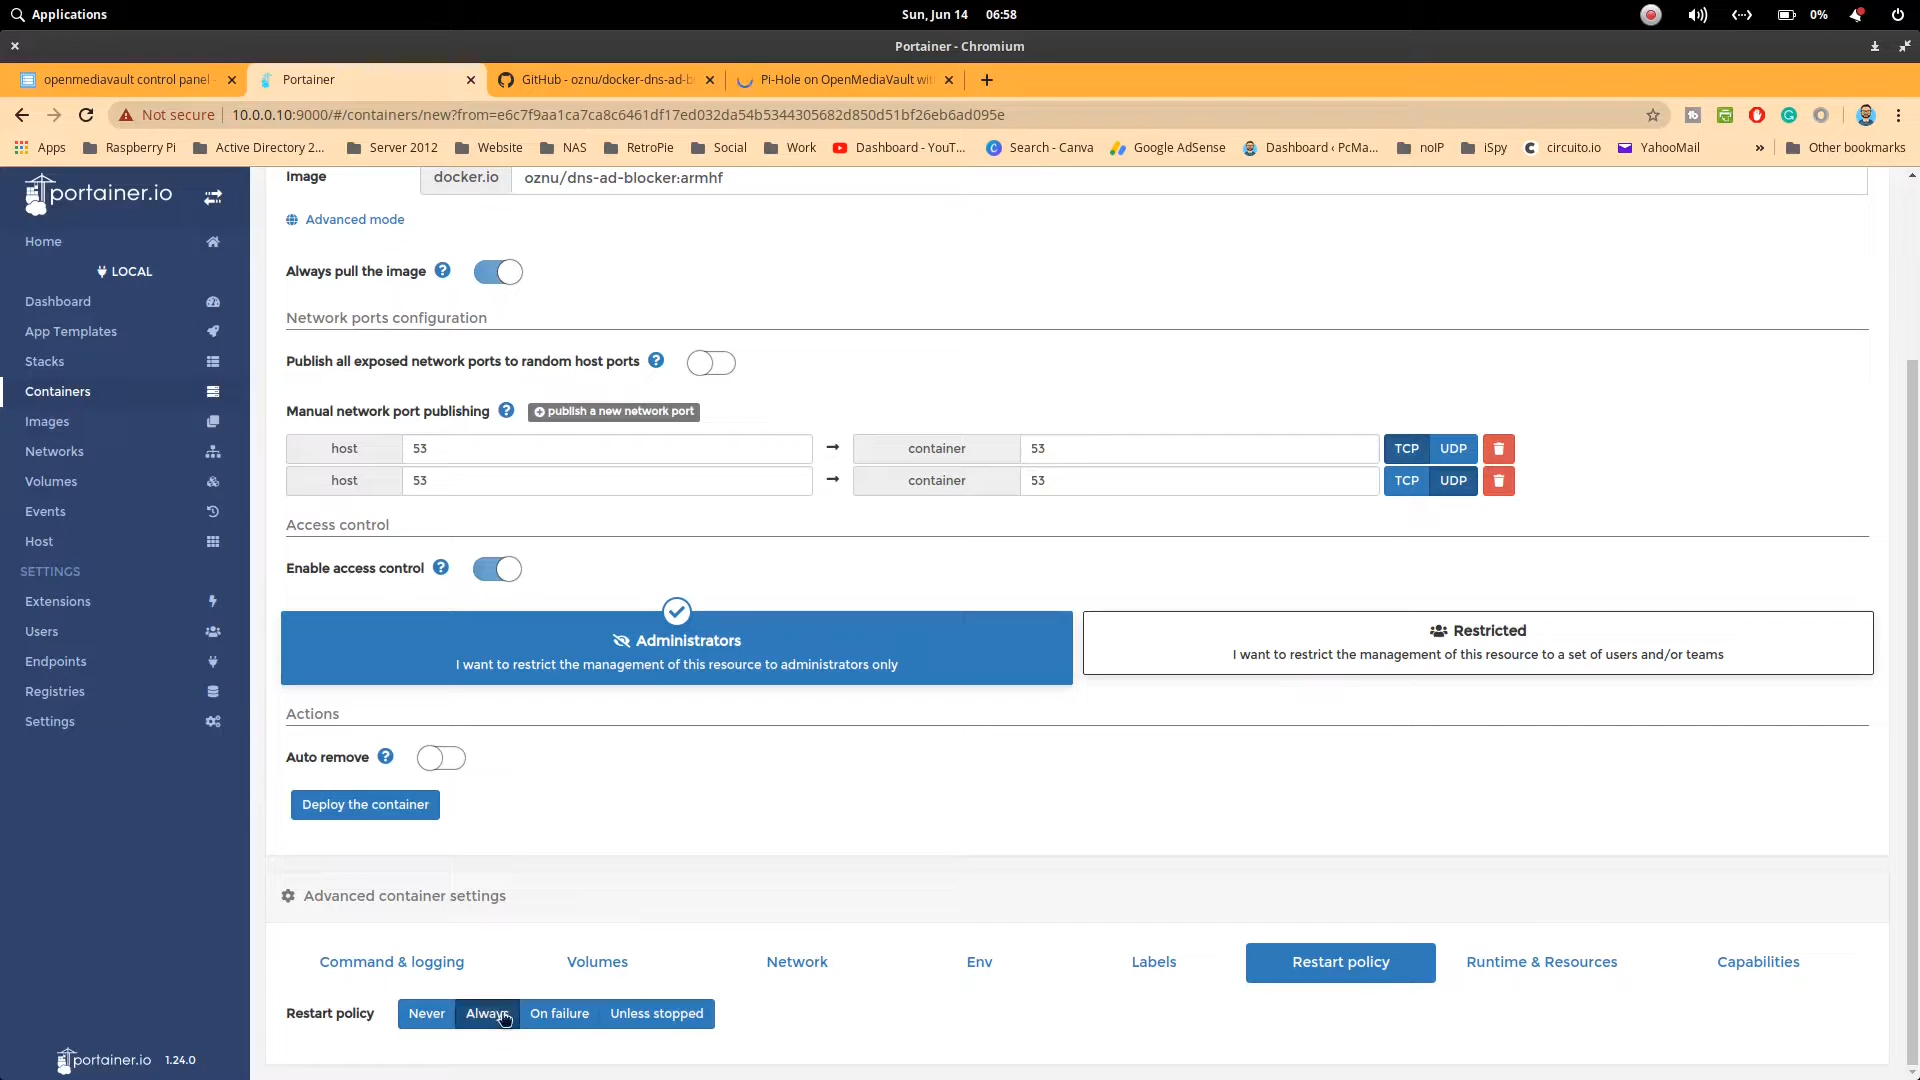 Applications
Sun, Jun 14 06:58
0%
Portainer - Chromium
openmediavault control panel
Portainer
GitHub - oznu/docker-dns-ad-b
Pi-Hole on OpenMediaVault wit
Not secure
10.0.0.10:9000/#/containers/new?from=e6c7f9aa1ca7ca8c6461df17ed032da54b5344305682d850d51bf26eb6ad095e
Apps
Raspberry Pi
Active Directory 2...
Server 2012
Website
NAS
RetroPie
Social
Work
Dashboard - YouT...
Search - Canva
Google AdSense
Dashboard ‹ PcMa...
noIP
iSpy
circuito.io
YahooMail
»
Other bookmarks
portainer.io
Home
LOCAL
Dashboard
App Templates
Stacks
Containers
Images
Networks
Volumes
Events
Host
SETTINGS
Extensions
Users
Endpoints
Registries
Settings
portainer.io 1.24.0
Image docker.io oznu/dns-ad-blocker:armhf
Advanced mode
Always pull the image
Network ports configuration
Publish all exposed network ports to random host ports
Manual network port publishing publish a new network port
host 53 → container 53 TCP UDP
host 53 → container 53 TCP UDP
Access control
Enable access control
Administrators
I want to restrict the management of this resource to administrators only
Restricted
I want to restrict the management of this resource to a set of users and/or teams
Actions
Auto remove
Deploy the container
Advanced container settings
Command & logging Volumes Network Env Labels Restart policy Runtime & Resources Capabilities
Restart policy Never Always On failure Unless stopped